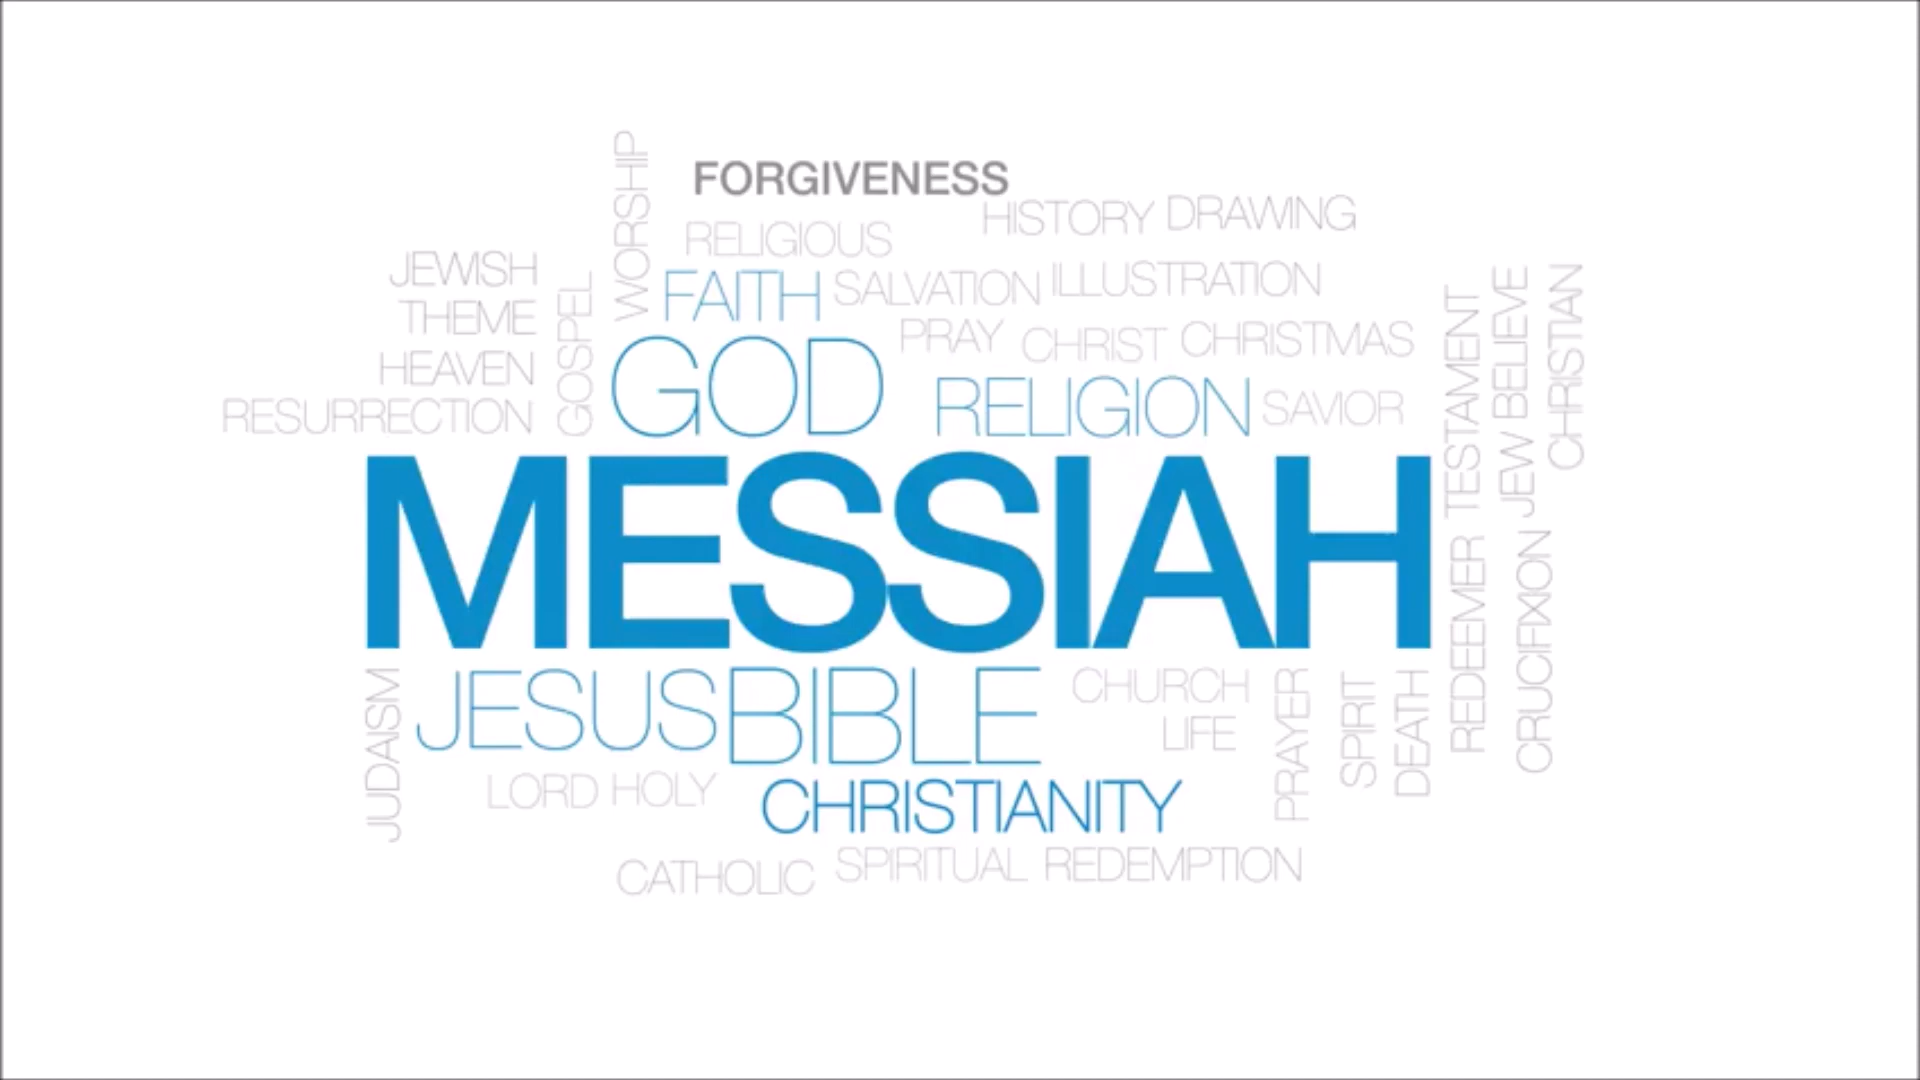 WORSHIP
FORGIVENESS
HISTORY DRAWING
RELIGIOUS
JEWISH
FAITH SALVATION ILLUSTRATION
THEME
GOSPEL
PRAY CHRIST CHRISTMAS
HEAVEN
GOD
RELIGION SAVIOR
RESURRECTION
TESTAMENT
JEW BELIEVE
CHRISTIAN
MESSIAH
REDEEMER
CRUCIFIXION
JUDAISM
JESUS BIBLE
CHURCH
LIFE
PRAYER
SPIRIT
DEATH
LORD HOLY
CHRISTIANITY
CATHOLIC SPIRITUAL REDEMPTION